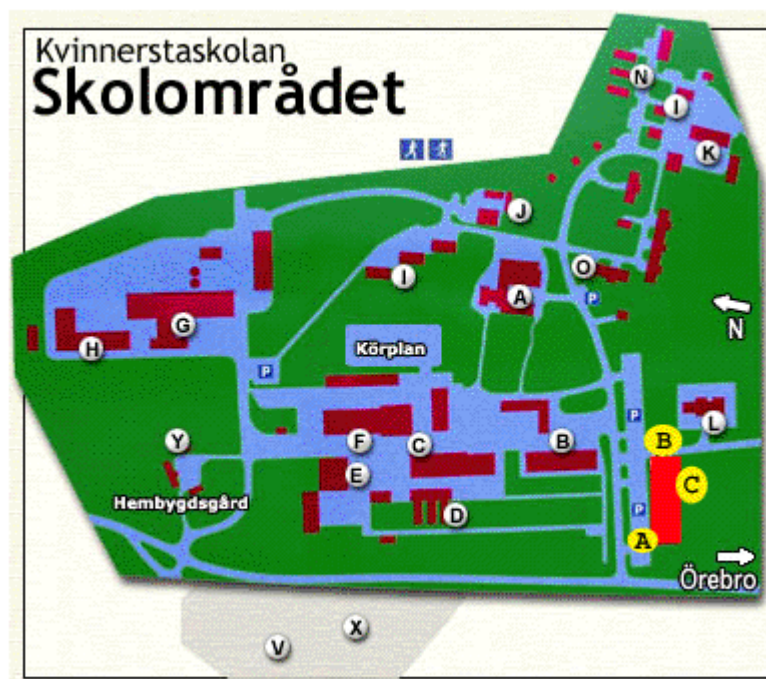 Kvinnerstaskolan
Skolområdet
N
I
K
J
O
I
A
P
G
H
N
Körplan
P
L
P
Y
F
C
B
B
E
C
Hembygdsgård
D
P
A
Örebro
X
V